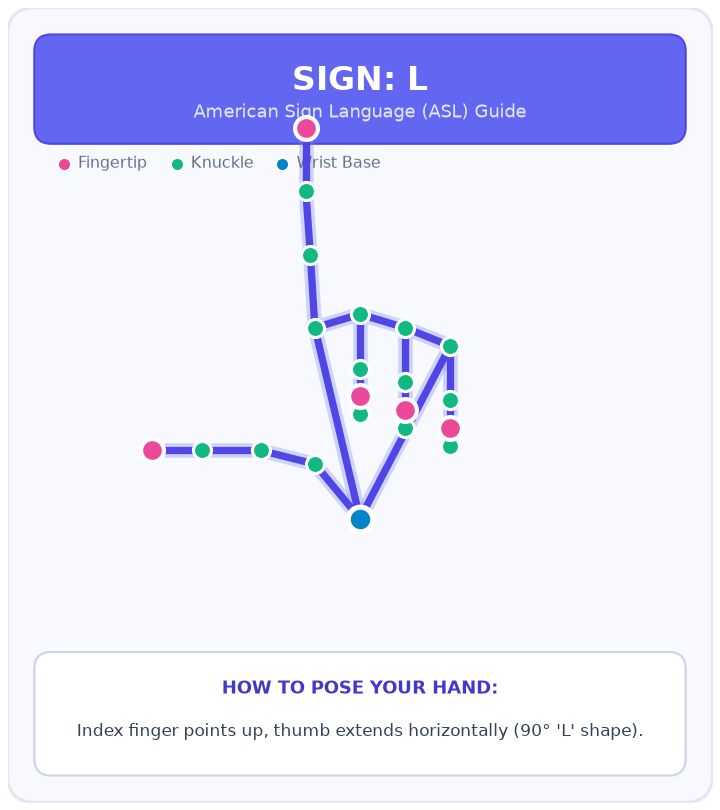 SIGN: L
American Sign Language (ASL) Guide
Fingertip Knuckle Wrist Base
HOW TO POSE YOUR HAND:
Index finger points up, thumb extends horizontally (90° 'L' shape).